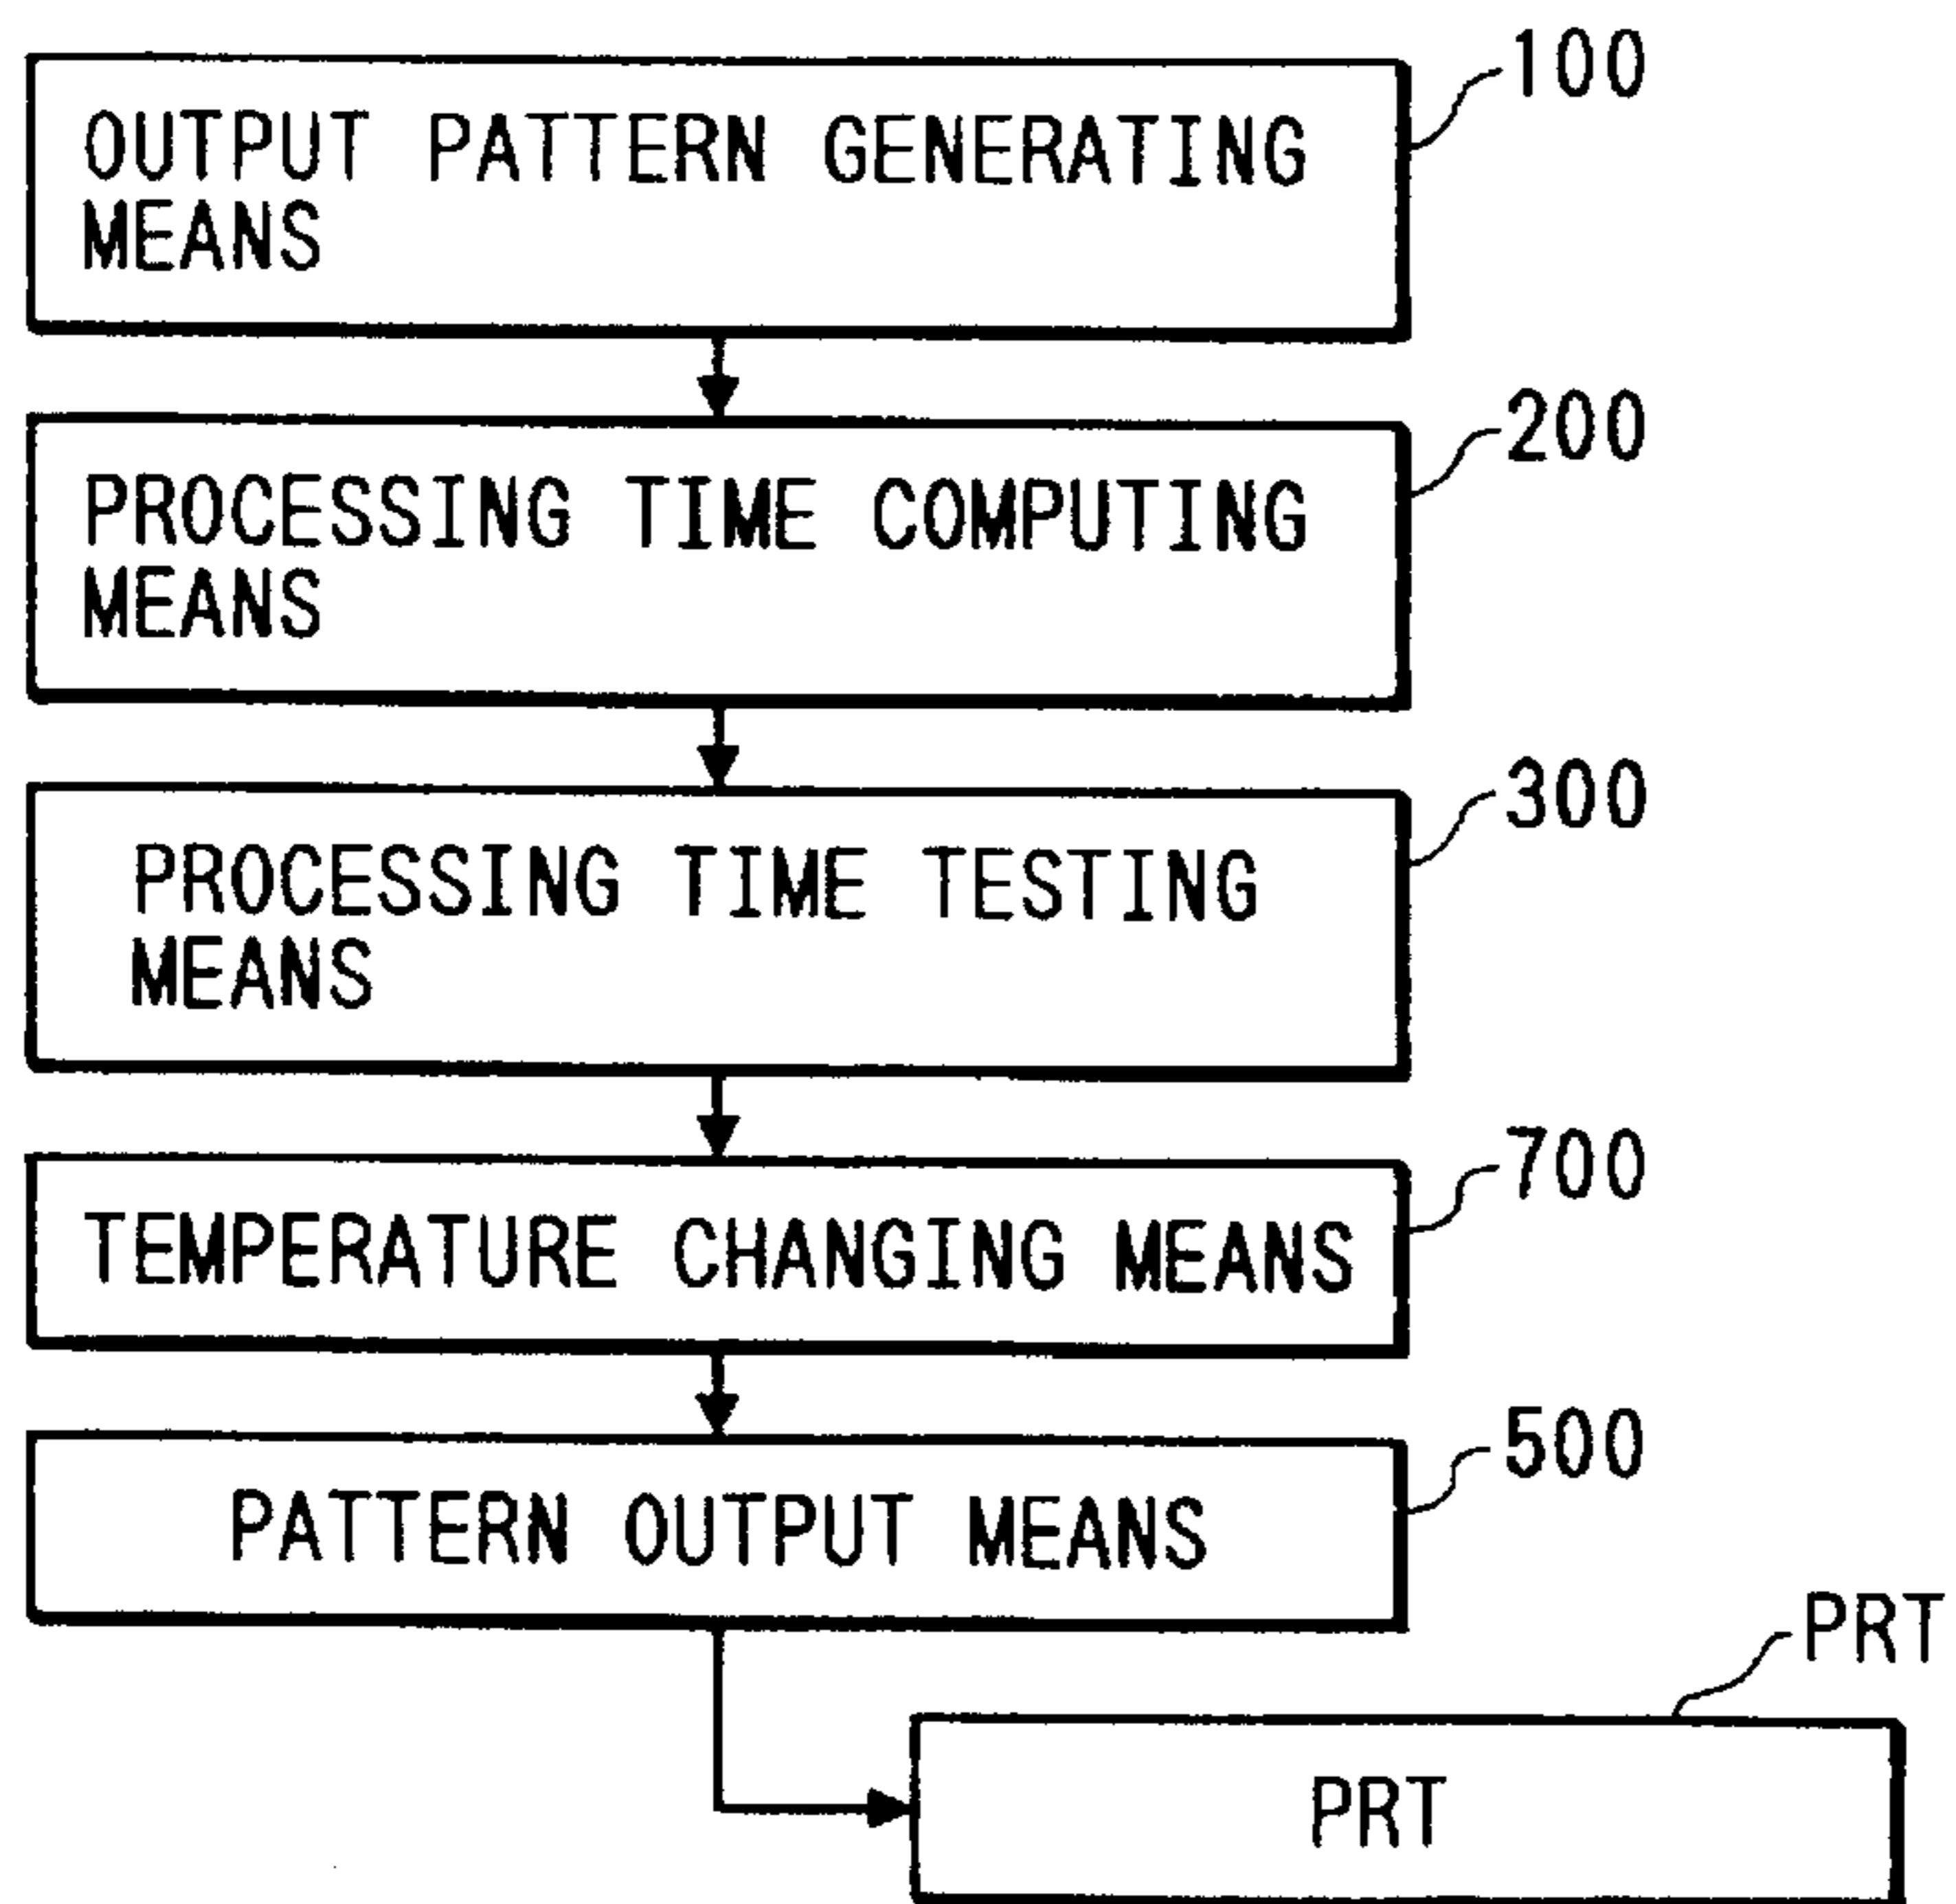 100
OUTPUT PATTERN GENERATING
MEANS
200
PROCESSING TIME COMPUTING
MEANS
300
PROCESSING TIME TESTING
MEANS
700
TEMPERATURE CHANGING MEANS
500
PATTERN OUTPUT MEANS
PRT
PRT